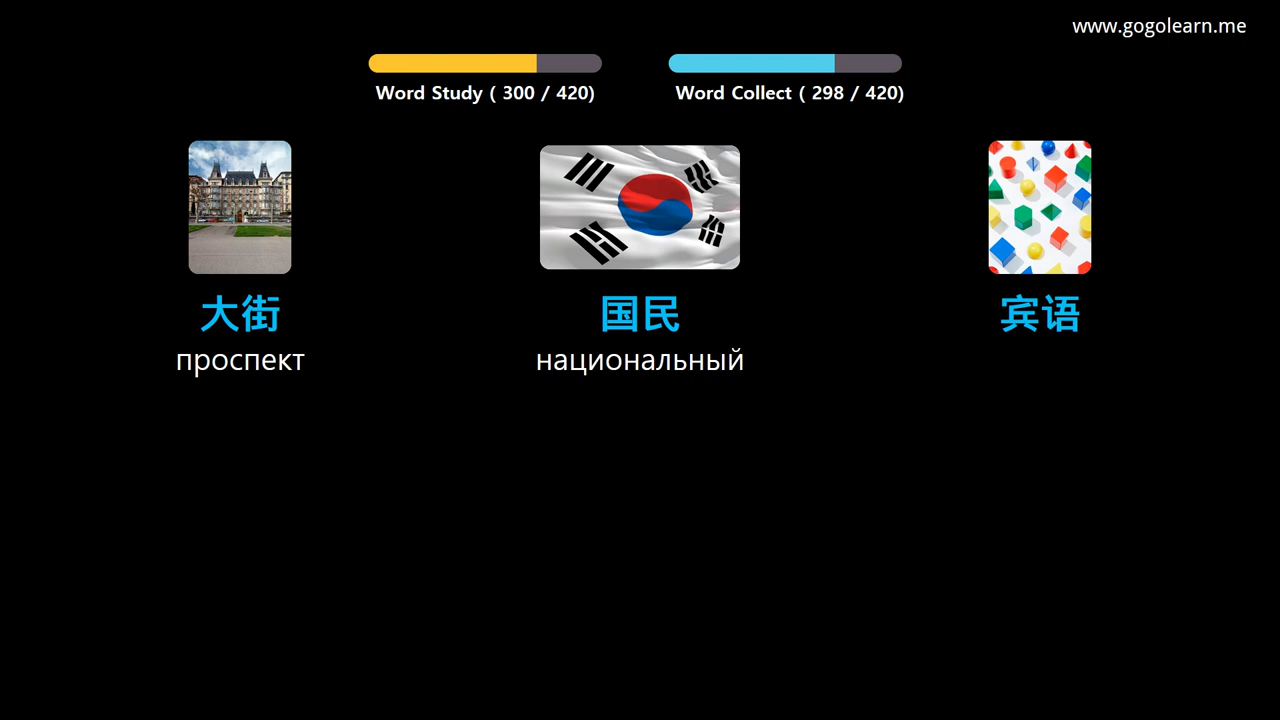 www.gogolearn.me
Word Study ( 300 / 420)
Word Collect ( 298 / 420)
大街
国民
宾语
проспект
национальный